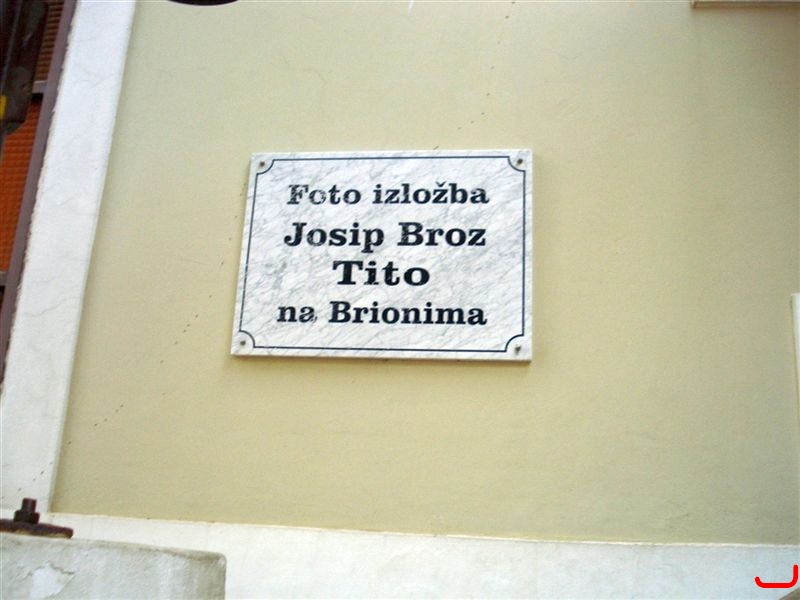 Foto izložba
Josip Broz
Tito
na Brionima